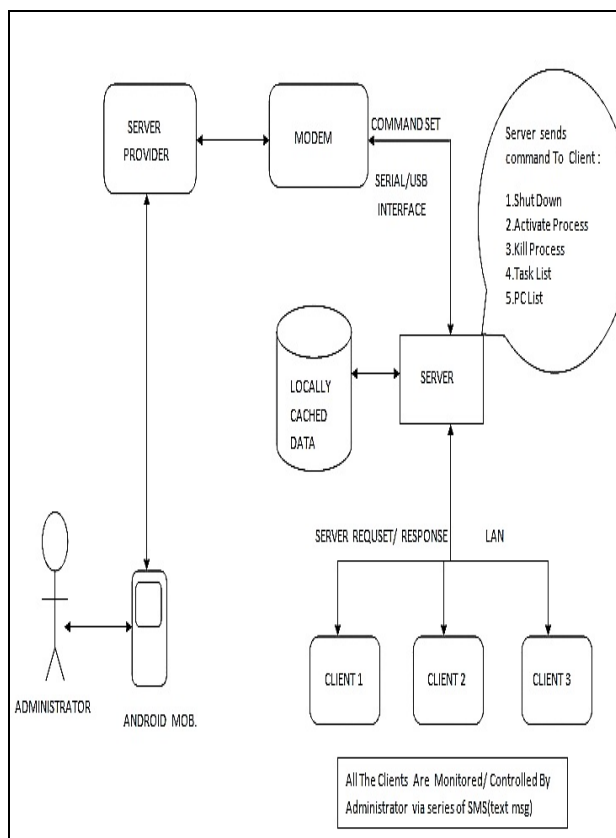 SERVER
PROVIDER
MODEM
COMMAND SET
SERIAL/USB
INTERFACE
Server sends
command To Client :
1.Shut Down
2.Activate Process
3.Kill Process
4.Task List
5.PC List
LOCALLY
CACHED
DATA
SERVER
SERVER REQUSET/ RESPONSE
LAN
ADMINISTRATOR
ANDROID MOB.
CLIENT 1
CLIENT 2
CLIENT 3
All The Clients Are Monitored/ Controlled By
Administrator via series of SMS(text msg)